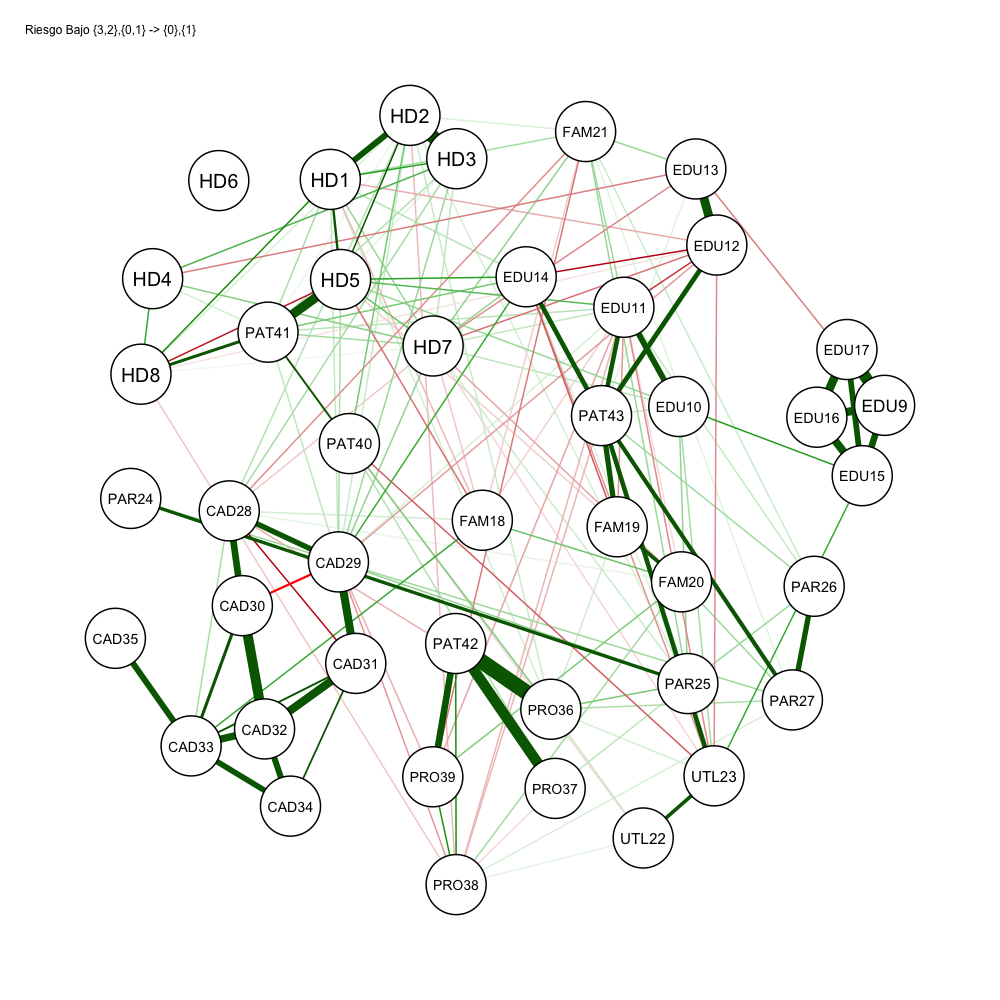 Riesgo Bajo {3,2},{0,1} -> {0},{1}
HD2
FAM21
HD3
EDU13
HD6
HD1
EDU12
HD4
HD5
EDU14
EDU11
PAT41
HD7
EDU17
HD8
EDU10
EDU9
PAT43
EDU16
PAT40
EDU15
PAR24
CAD28
FAM18
FAM19
CAD29
FAM20
PAR26
CAD30
CAD35
PAT42
CAD31
PAR25
PAR27
PRO36
CAD32
CAD33
PRO39
UTL23
PRO37
CAD34
UTL22
PRO38